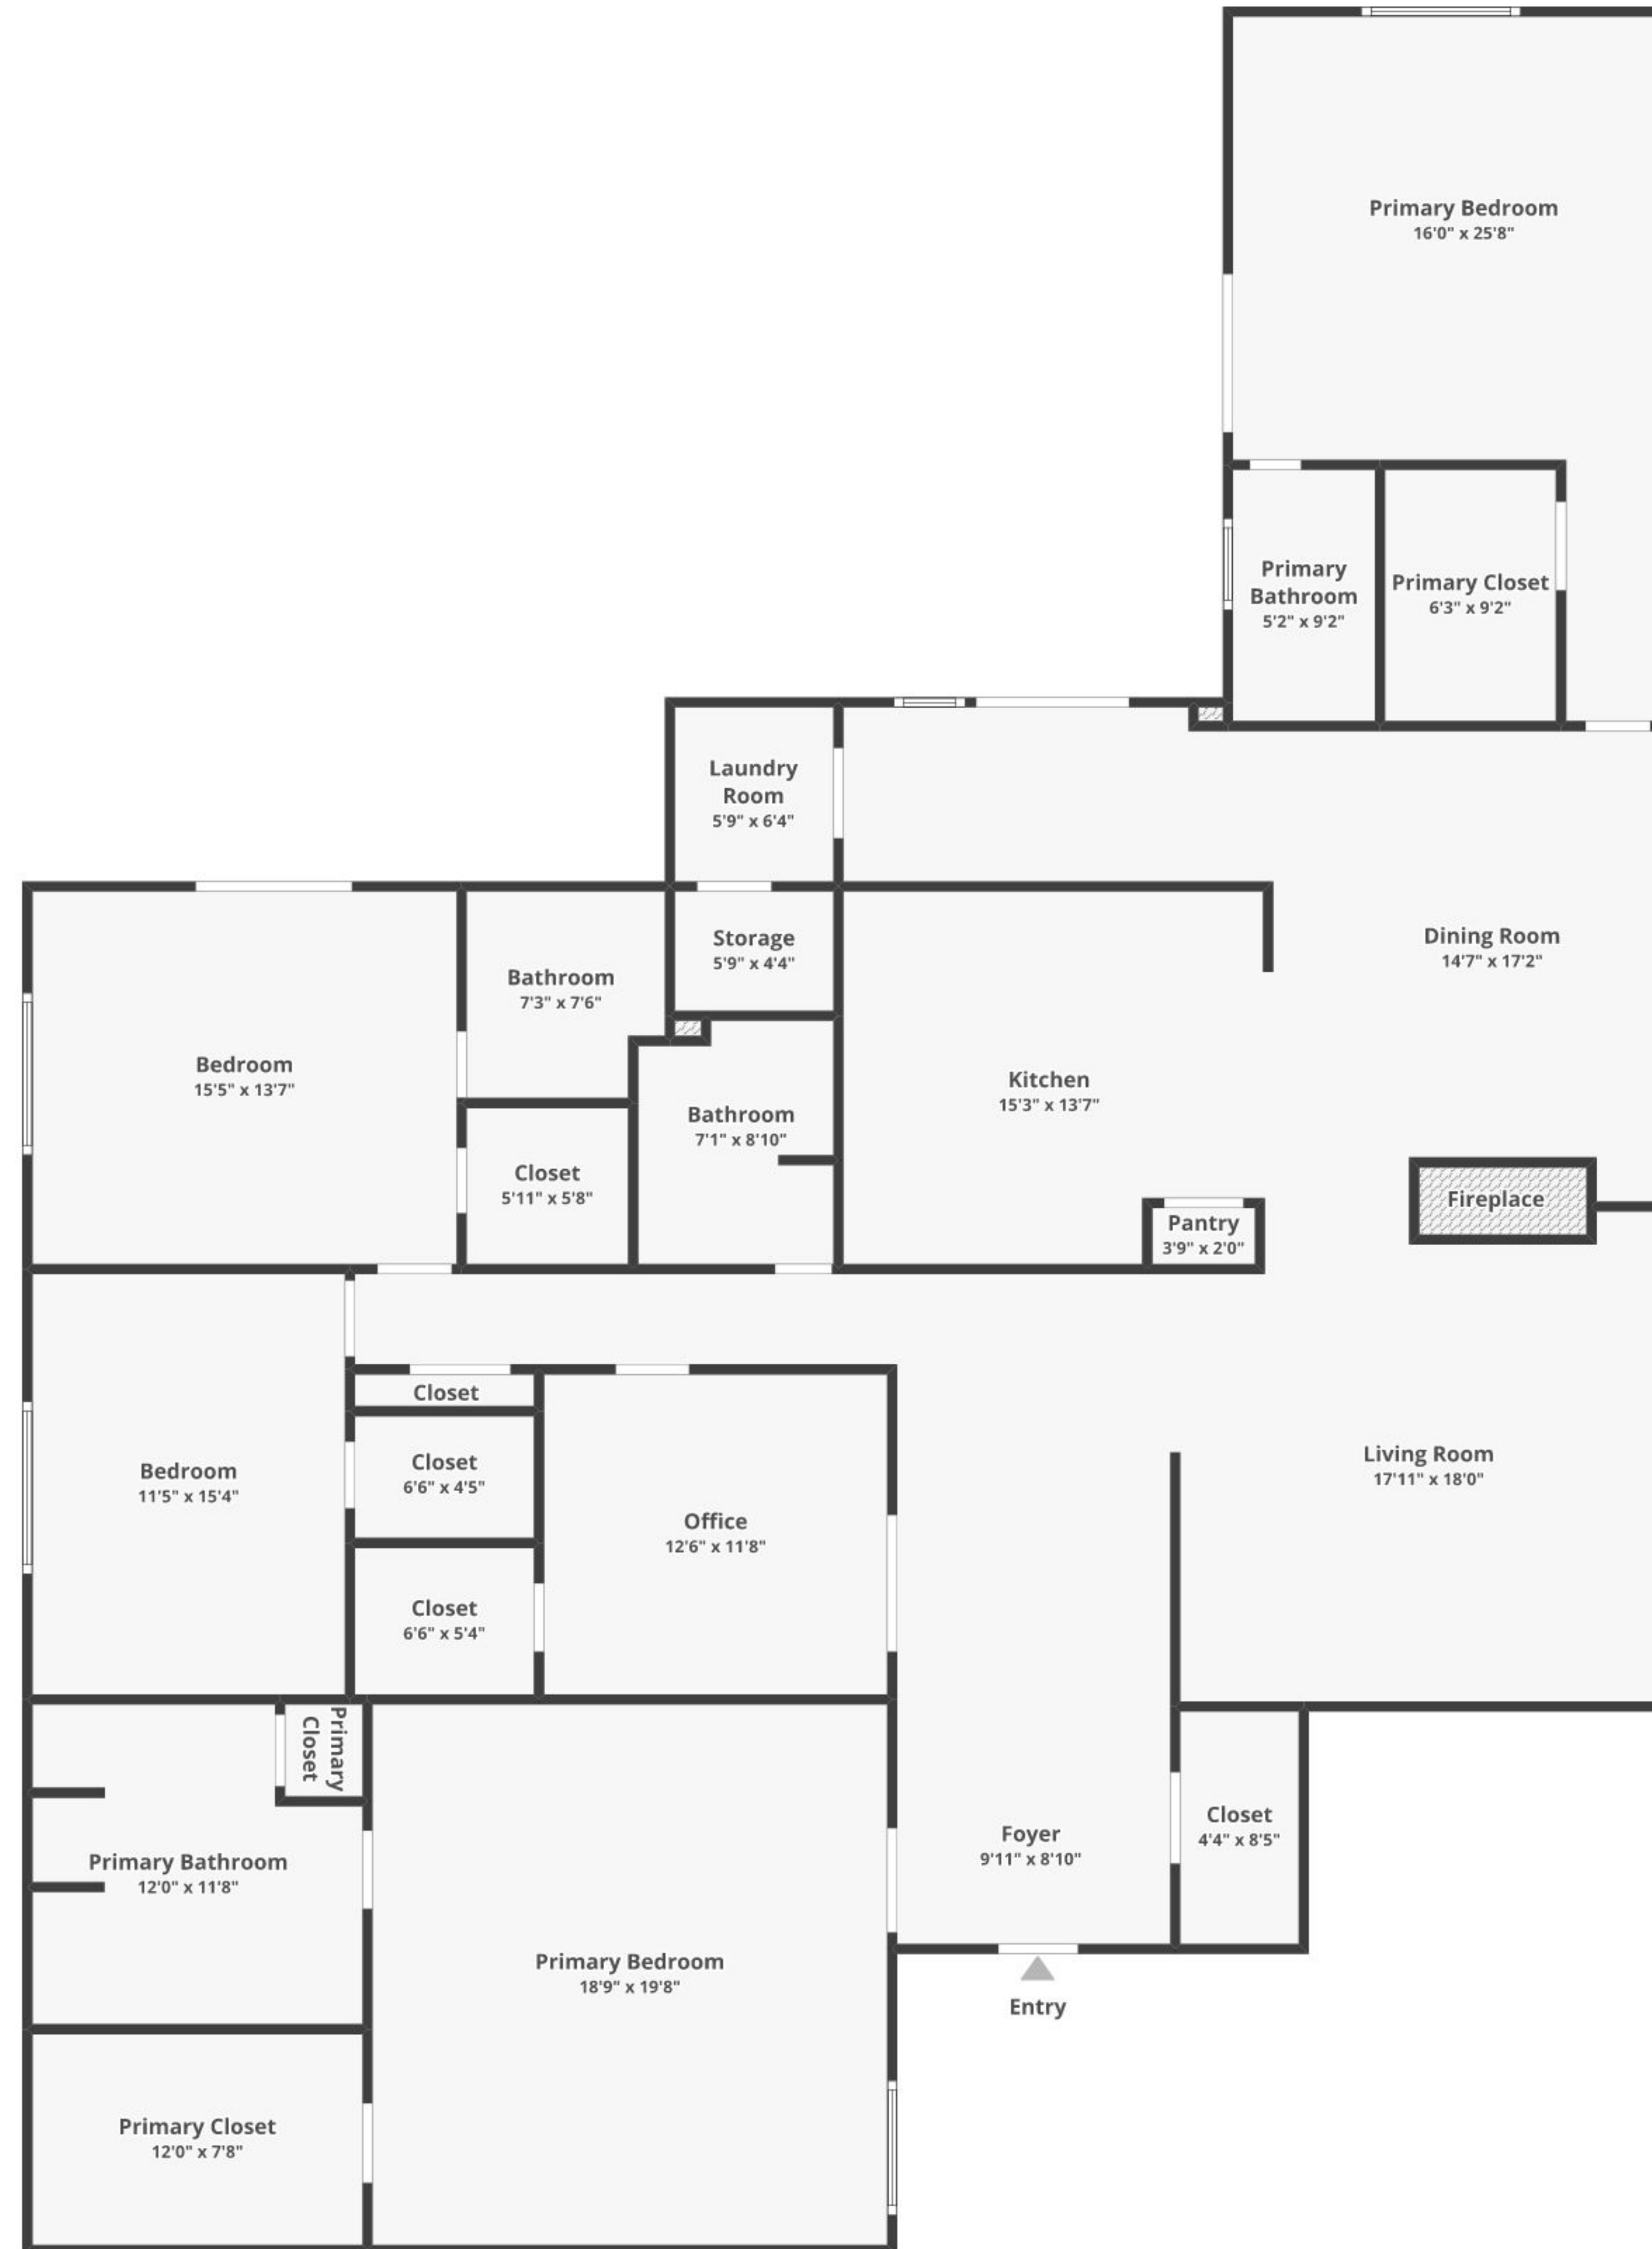 Primary Bedroom
16'0" x 25'8"
Primary
Bathroom
5'2" x 9'2"
Primary Closet
6'3" x 9'2"
Laundry
Room
5'9" x 6'4"
Storage
5'9" x 4'4"
Dining Room
14'7" x 17'2"
Bathroom
7'3" x 7'6"
Bedroom
15'5" x 13'7"
Kitchen
15'3" x 13'7"
Bathroom
7'1" x 8'10"
Closet
5'11" x 5'8"
Fireplace
Pantry
3'9" x 2'0"
Closet
Closet
6'6" x 4'5"
Bedroom
11'5" x 15'4"
Living Room
17'11" x 18'0"
Office
12'6" x 11'8"
Closet
6'6" x 5'4"
Primary
Closet
Closet
4'4" x 8'5"
Foyer
9'11" x 8'10"
Primary Bathroom
12'0" x 11'8"
Primary Bedroom
18'9" x 19'8"
Entry
Primary Closet
12'0" x 7'8"